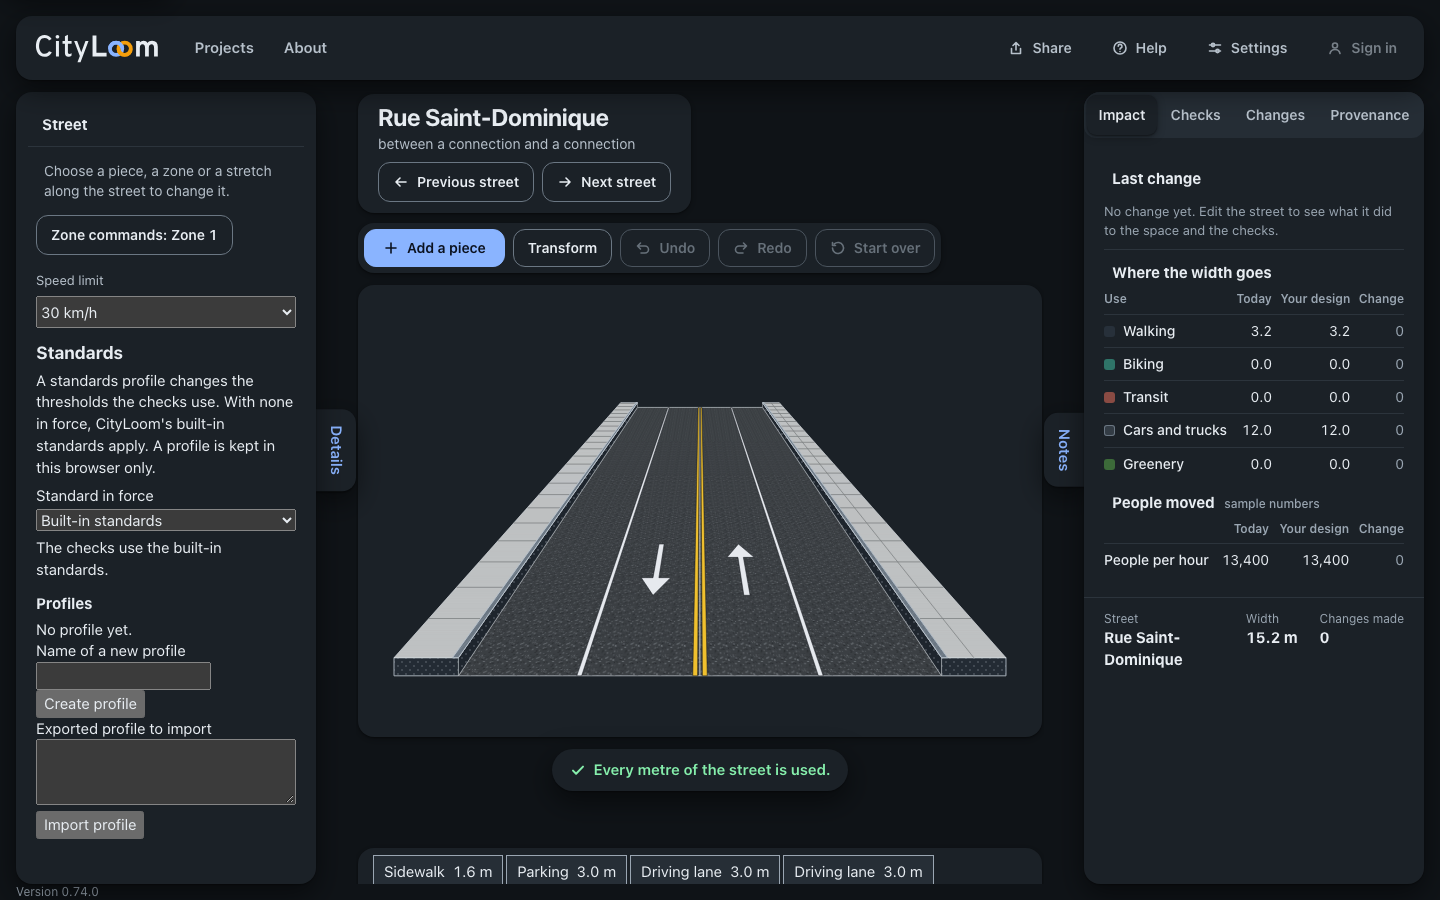 CityLoom
Projects
About
Share
Help
Settings
Sign in
Street
Choose a piece, a zone or a stretch
along the street to change it.
Zone commands: Zone 1
Speed limit
30 km/h
Standards
A standards profile changes the
thresholds the checks use. With none
in force, CityLoom's built-in
standards apply. A profile is kept in
this browser only.
Standard in force
Built-in standards
The checks use the built-in
standards.
Profiles
No profile yet.
Name of a new profile
Create profile
Exported profile to import
Import profile
Version 0.74.0
Details
Rue Saint-Dominique
between a connection and a connection
Previous street
Next street
Add a piece
Transform
Undo
Redo
Start over
Every metre of the street is used.
Sidewalk 1.6 m
Parking 3.0 m
Driving lane 3.0 m
Driving lane 3.0 m
Notes
Impact
Checks
Changes
Provenance
Last change
No change yet. Edit the street to see what it did
to the space and the checks.
Where the width goes
Use Today Your design Change
Walking 3.2 3.2 0
Biking 0.0 0.0 0
Transit 0.0 0.0 0
Cars and trucks 12.0 12.0 0
Greenery 0.0 0.0 0
People moved sample numbers
Today Your design Change
People per hour 13,400 13,400 0
Street Width Changes made
Rue Saint- 15.2 m 0
Dominique